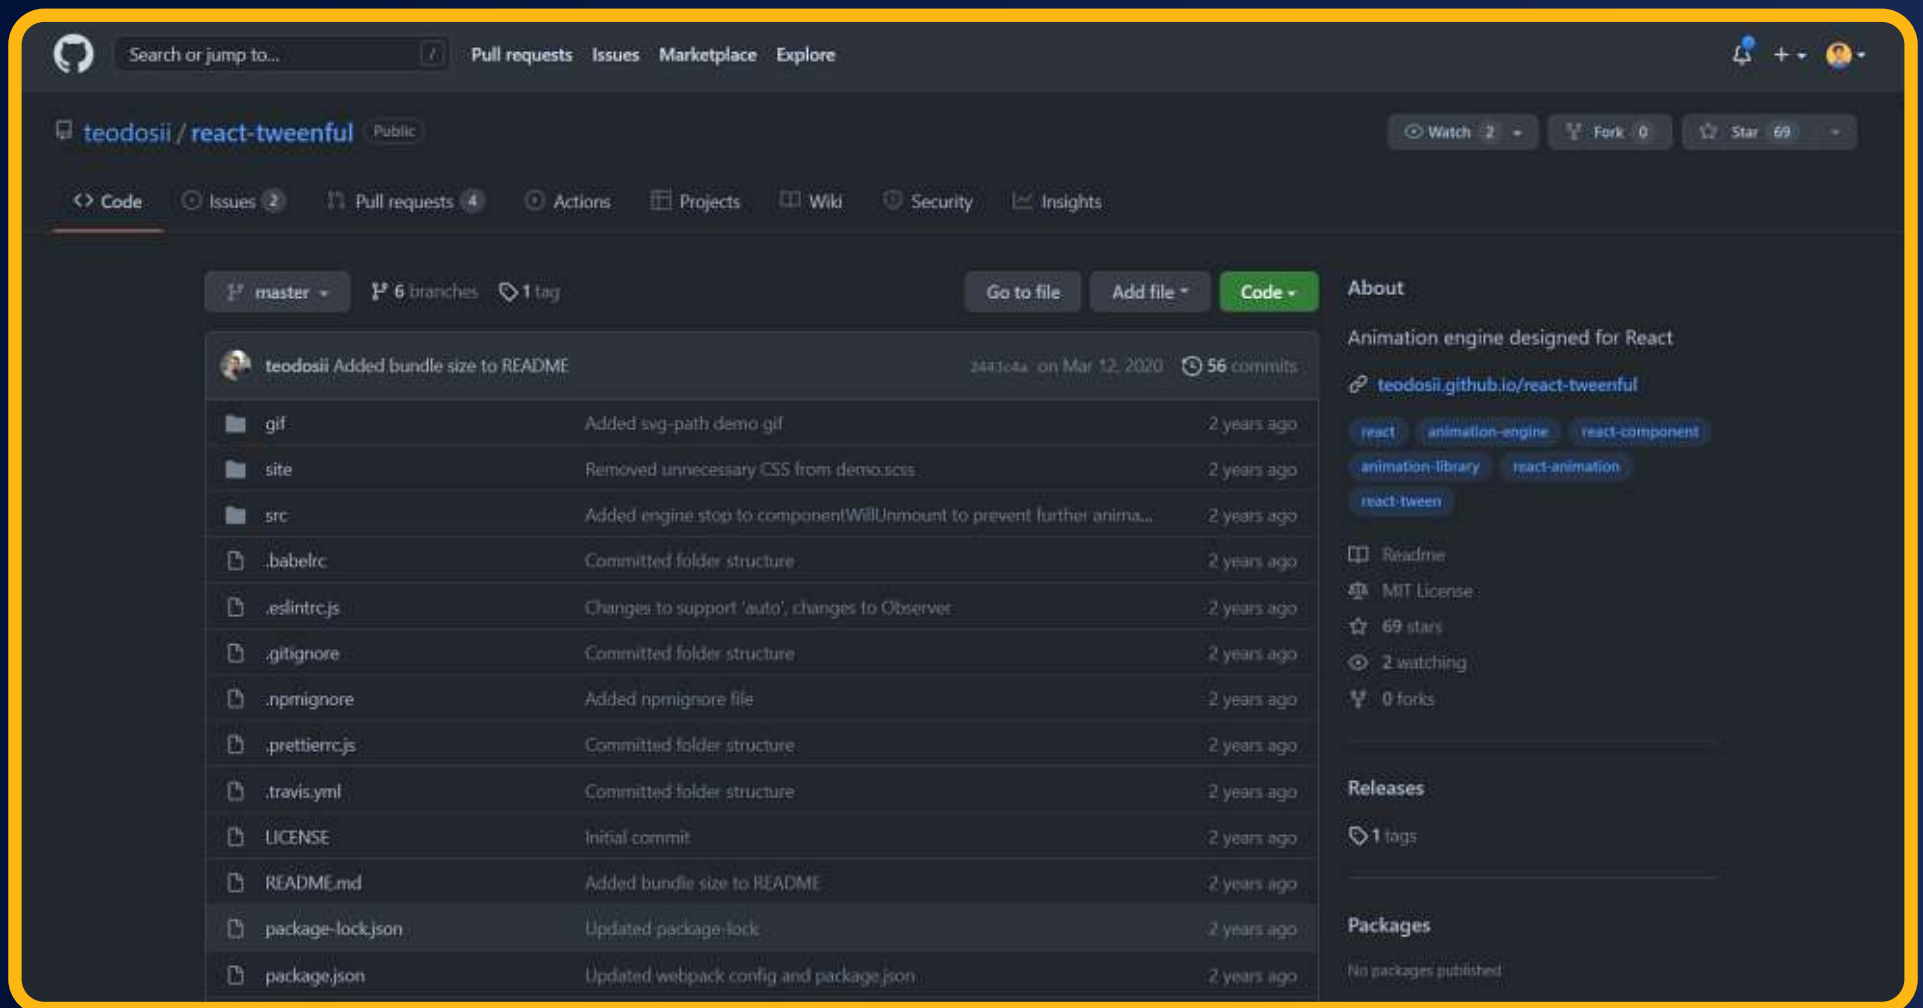 Search or jump to... / Pull requests Issues Marketplace Explore
teodosii / react-tweenful Public Watch 2 Fork 0 Star 69
<> Code Issues 2 Pull requests 4 Actions Projects Wiki Security Insights
master 6 branches 1 tag Go to file Add file Code
teodosii Added bundle size to README 2443c4a on Mar 12, 2020 56 commits
gif Added svg-path demo gif 2 years ago
site Removed unnecessary CSS from demo.scss 2 years ago
src Added engine stop to componentWillUnmount to prevent further anima... 2 years ago
.babelrc Committed folder structure 2 years ago
.eslintrc.js Changes to support 'auto', changes to Observer 2 years ago
.gitignore Committed folder structure 2 years ago
.npmignore Added npmignore file 2 years ago
.prettierrc.js Committed folder structure 2 years ago
.travis.yml Committed folder structure 2 years ago
LICENSE Initial commit 2 years ago
README.md Added bundle size to README 2 years ago
package-lock.json Updated package-lock 2 years ago
package.json Updated webpack config and package.json 2 years ago
About
Animation engine designed for React
teodosii.github.io/react-tweenful
react animation-engine react-component
animation-library react-animation
react-tween
Readme
MIT License
69 stars
2 watching
0 forks
Releases
1 tags
Packages
No packages published